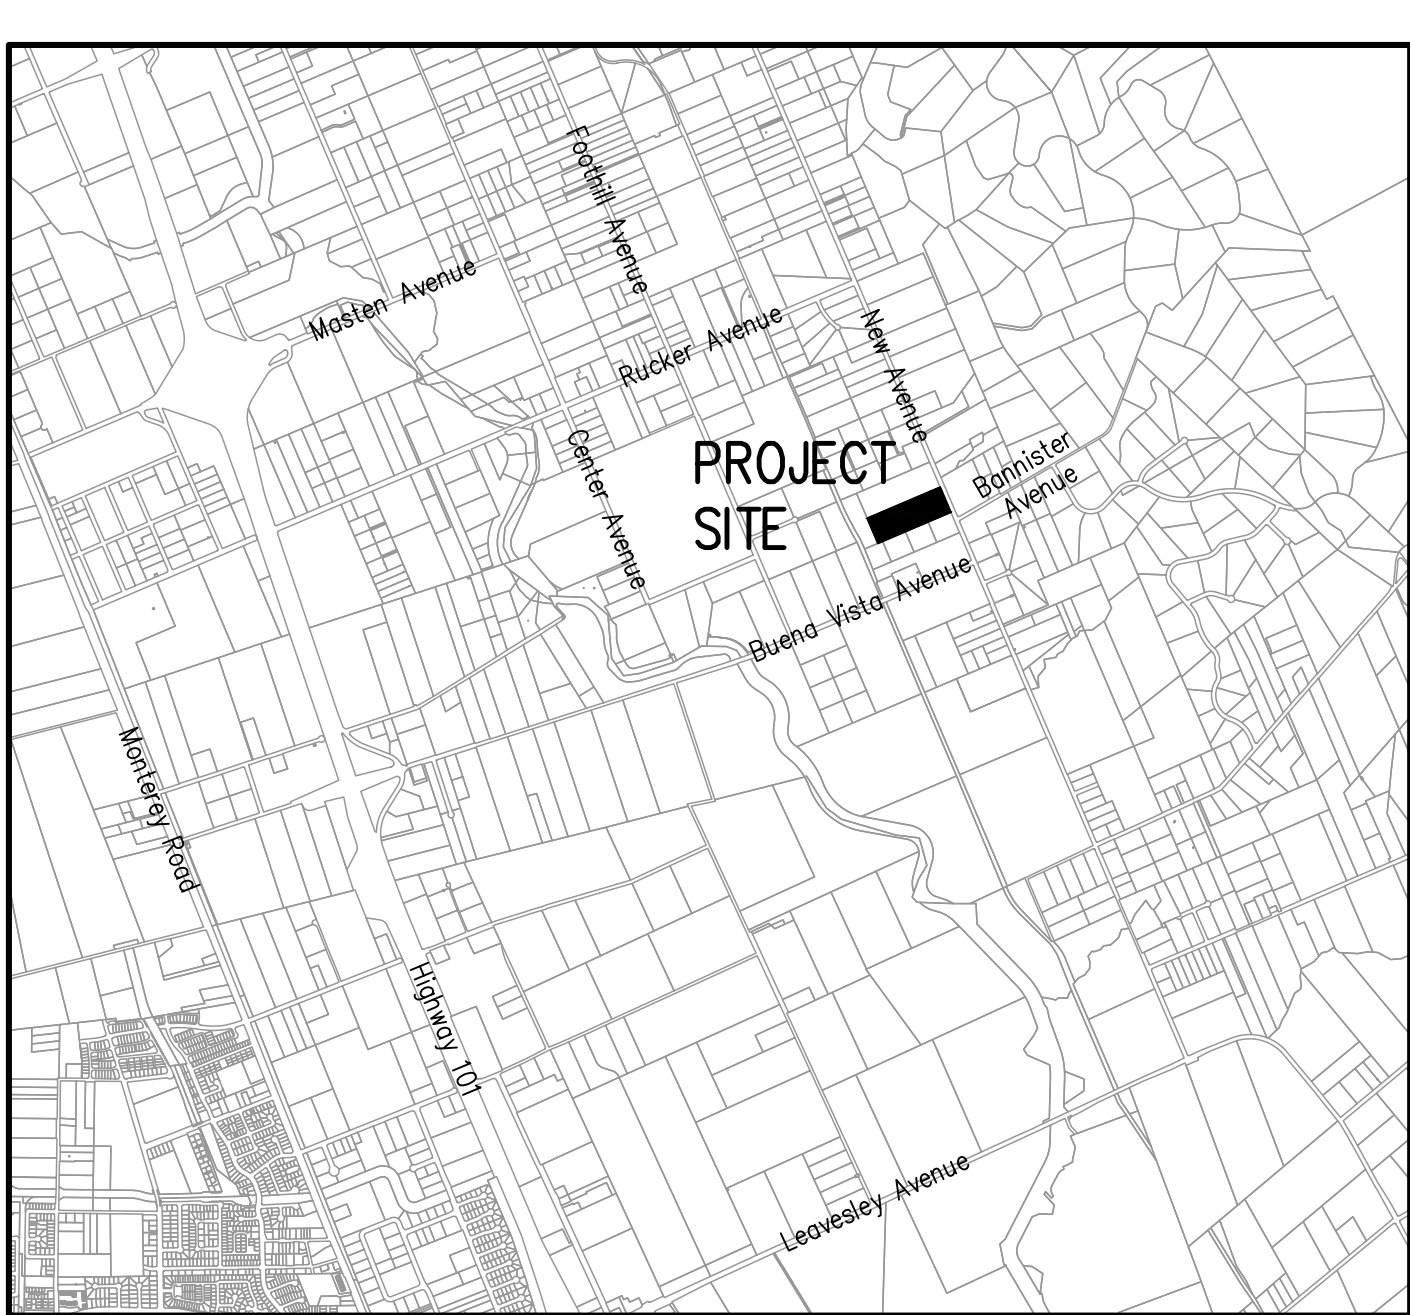 Foothill Avenue
Masten Avenue
Rucker Avenue
New Avenue
Center Avenue
PROJECT
SITE
Bannister
Avenue
Buena Vista Avenue
Monterey Road
Highway 101
Leavesley Avenue